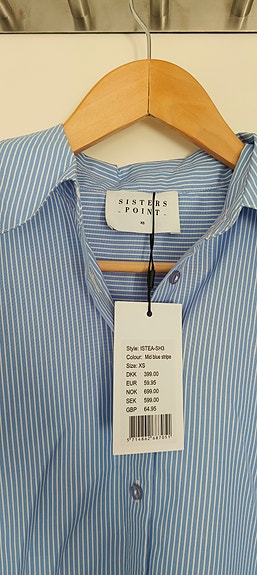 SISTERS
POINT
XS
Style: ISTEA-SH3
Colour: Mid blue stripe
Size: XS
DKK 399.00
EUR 59.95
NOK 699.00
SEK 599.00
GBP 64.95
5714842687051